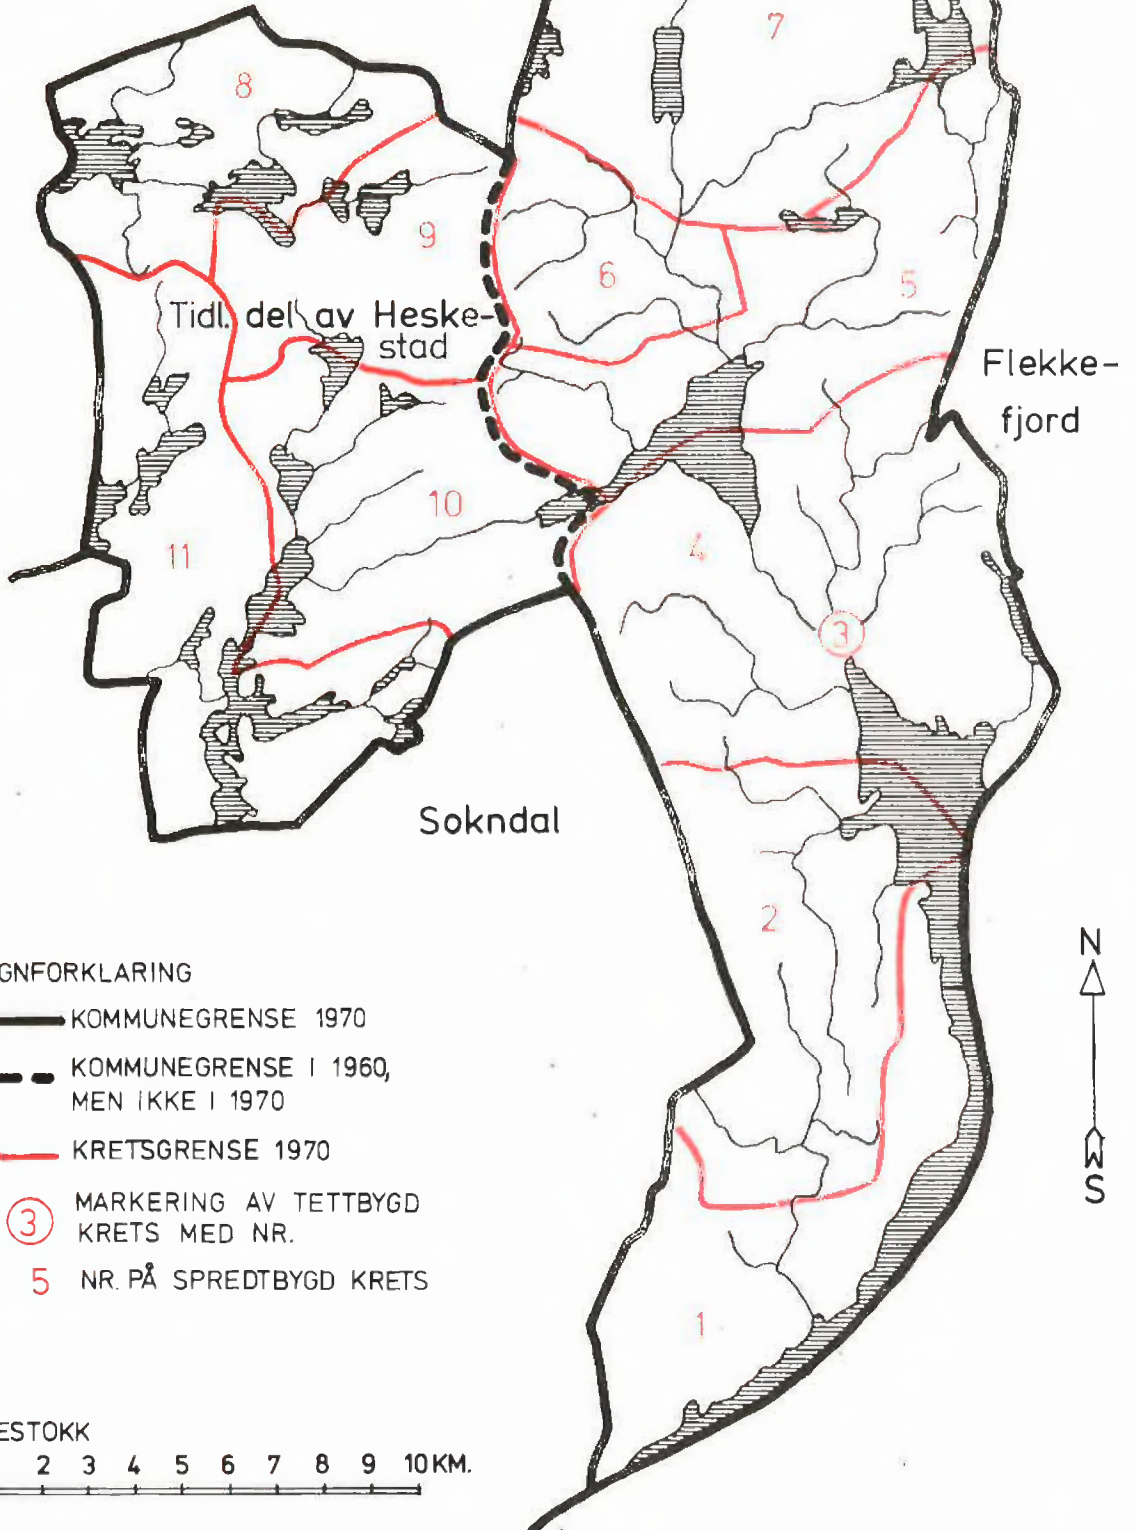 7
8
9
6
5
Tidl. del av Heske-
stad
Flekke-
fjord
10
4
11
3
Sokndal
2
N
S
1
GNFORKLARING
KOMMUNEGRENSE 1970
KOMMUNEGRENSE I 1960,
MEN IKKE I 1970
KRETSGRENSE 1970
3 MARKERING AV TETTBYGD
KRETS MED NR.
5 NR. PÅ SPREDTBYGD KRETS
ESTOKK
2 3 4 5 6 7 8 9 10 KM.